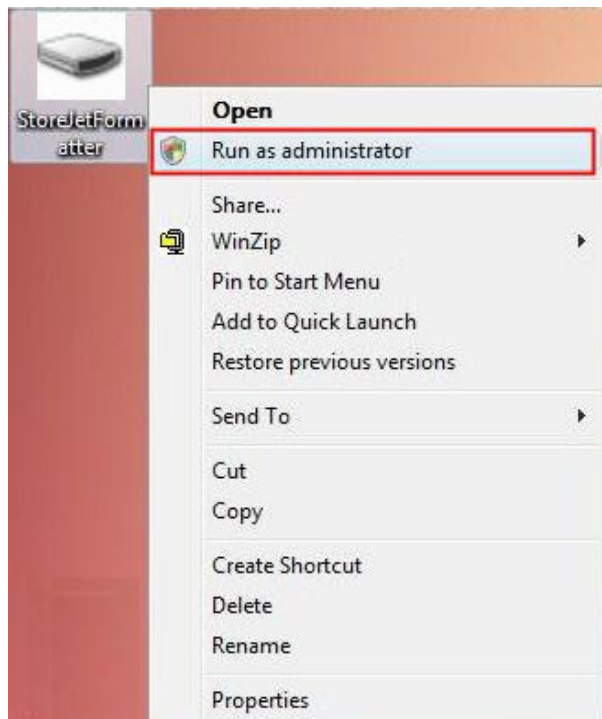 StoreJetForm
atter
Open
Run as administrator
Share...
WinZip
Pin to Start Menu
Add to Quick Launch
Restore previous versions
Send To
Cut
Copy
Create Shortcut
Delete
Rename
Properties